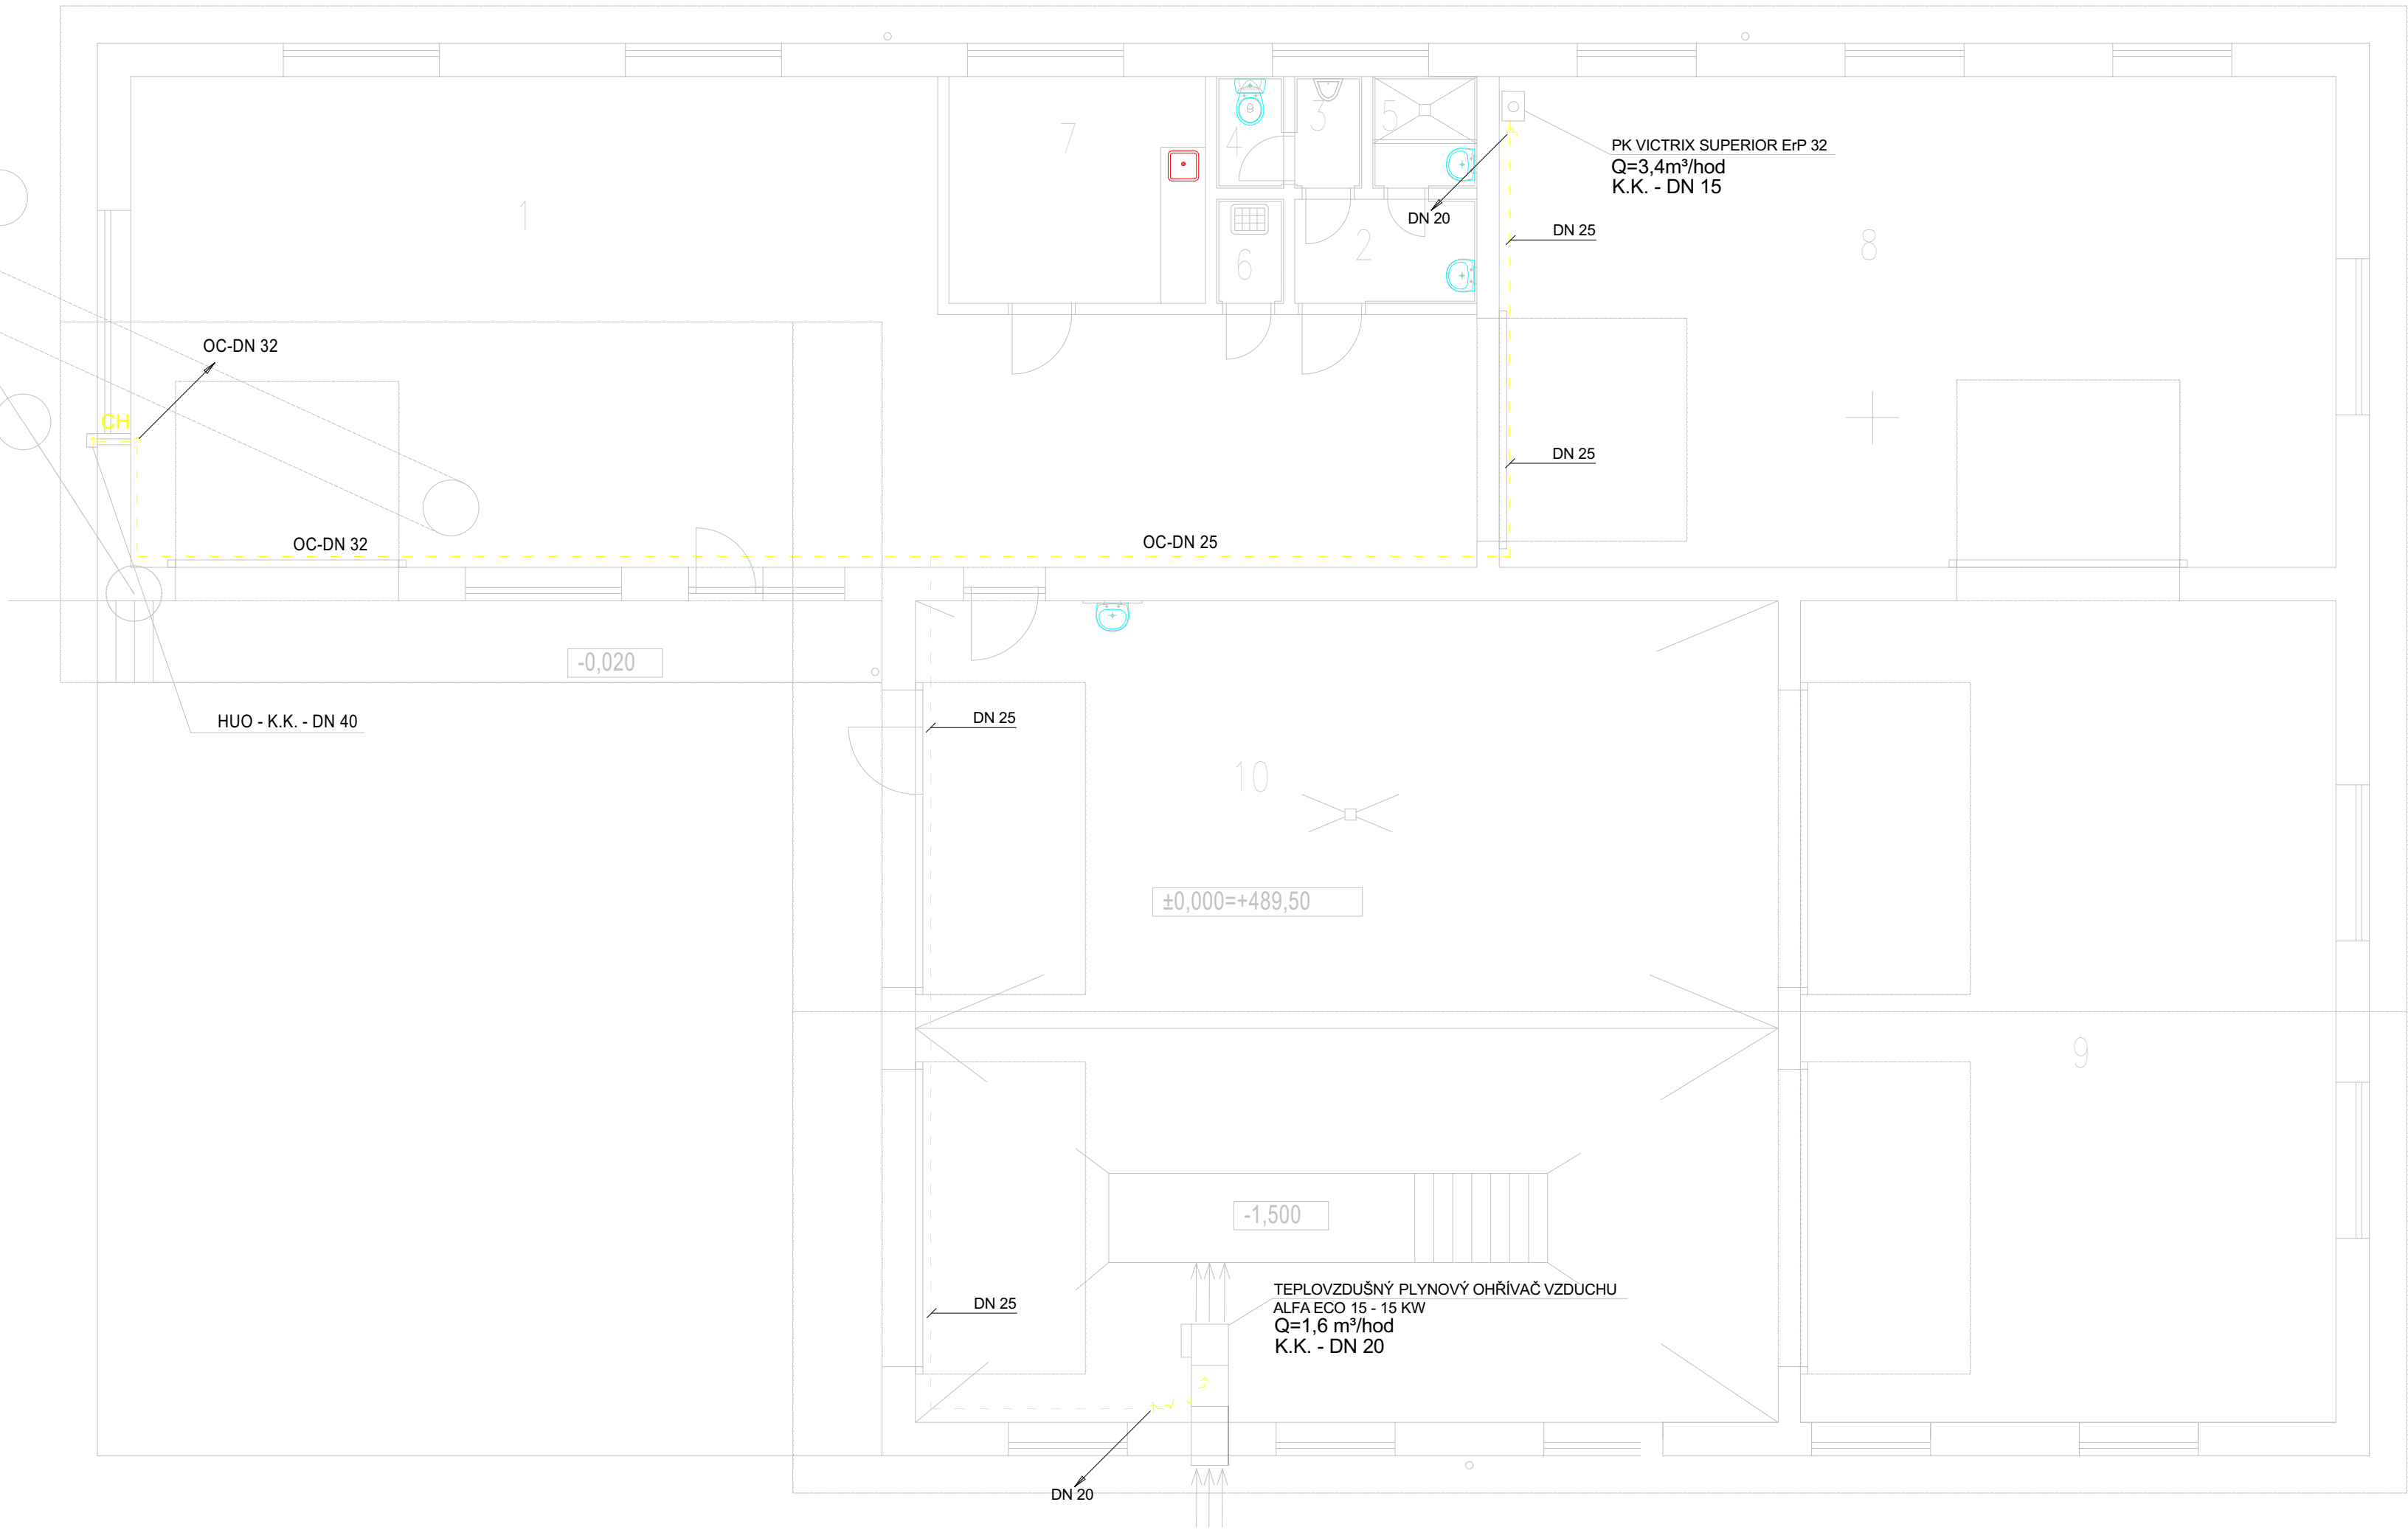 7
4
3
5
PK VICTRIX SUPERIOR ErP 32
Q=3,4m³/hod
K.K. - DN 15
1
DN 20
DN 25
6
2
8
OC-DN 32
CH
DN 25
OC-DN 32
OC-DN 25
-0,020
HUO - K.K. - DN 40
DN 25
10
±0,000=+489,50
9
-1,500
TEPLOVZDUŠNÝ PLYNOVÝ OHŘÍVAČ VZDUCHU
ALFA ECO 15 - 15 KW
Q=1,6 m³/hod
K.K. - DN 20
DN 25
DN 20